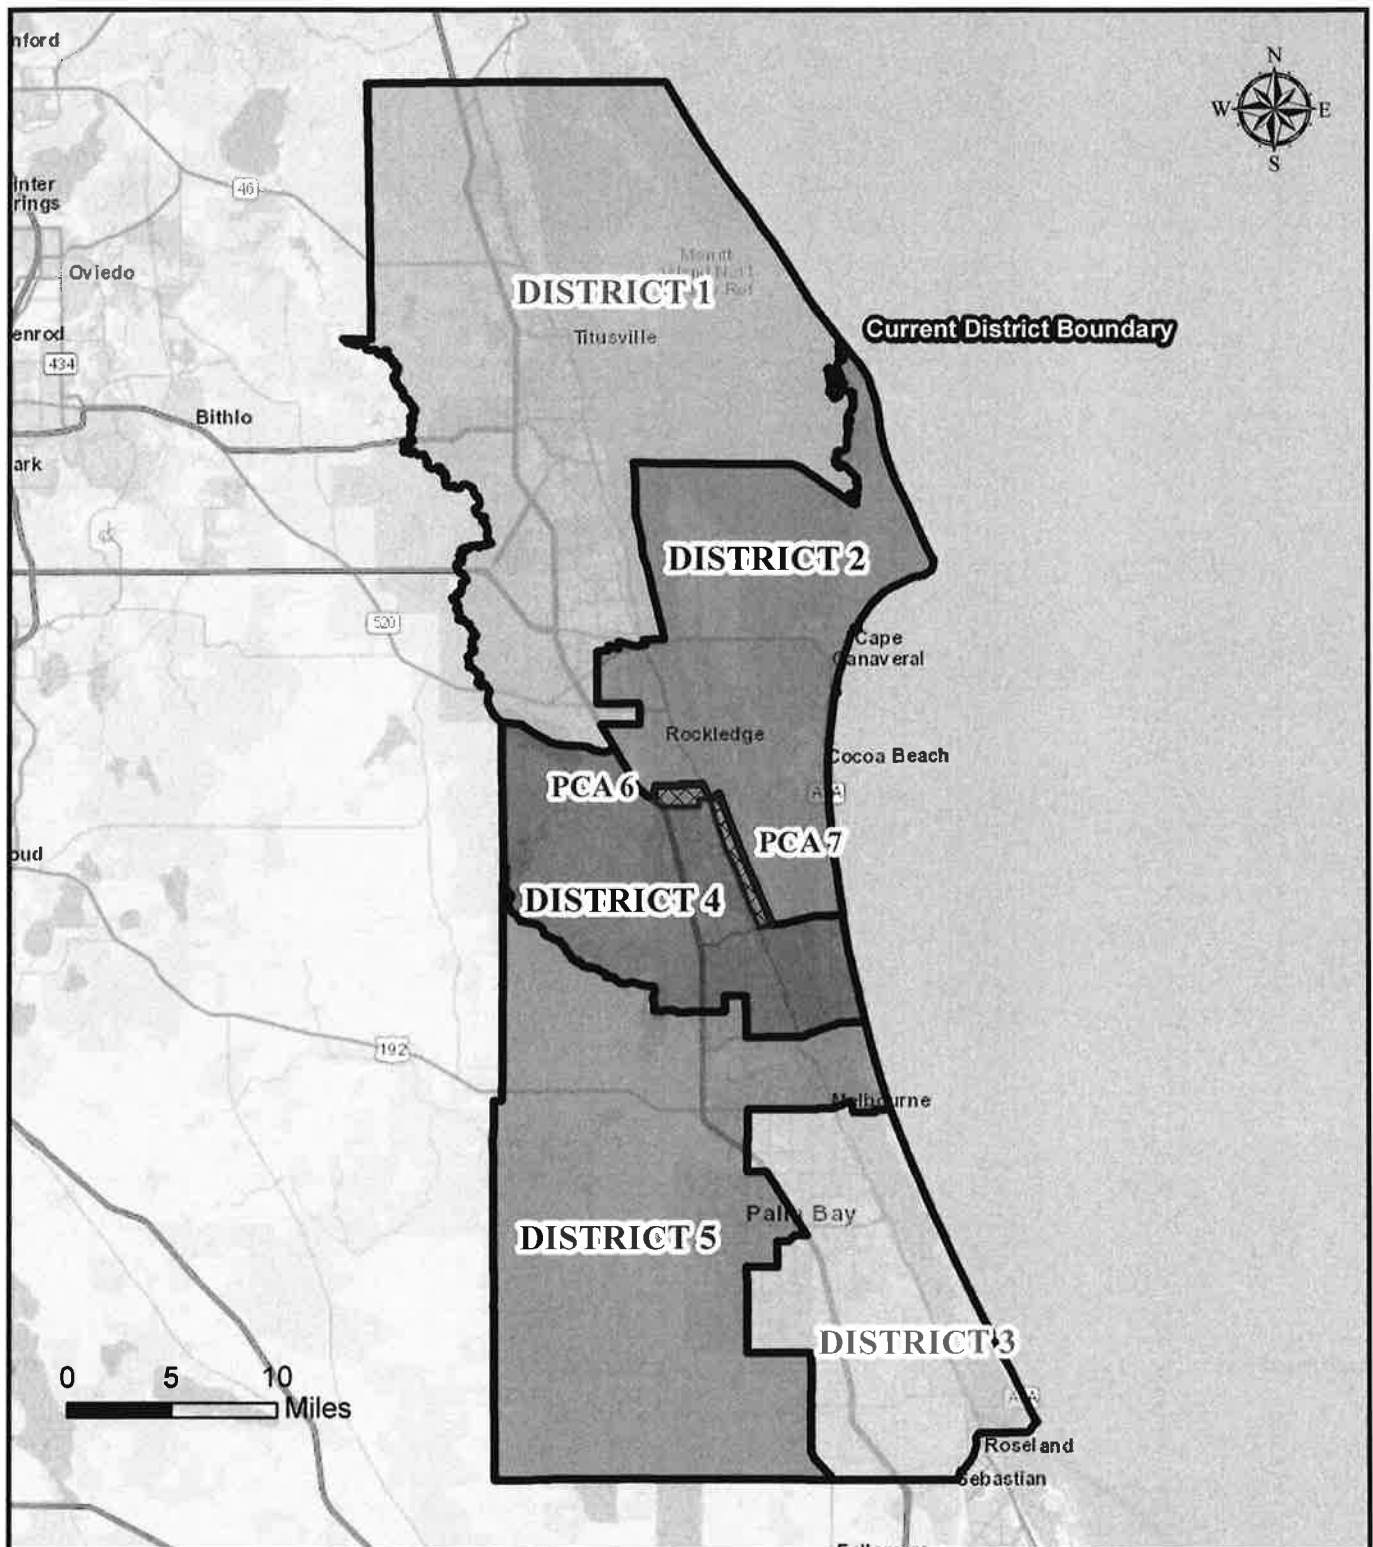 N
W E
S
nford
46
inter
rings
Oviedo
Merritt
DISTRICT 1
Titusville
Current District Boundary
enrod
434
Bithlo
ark
DISTRICT 2
520
Cape
Canaveral
Rockledge
Cocoa Beach
PCA 6
PCA 7
oud
DISTRICT 4
192
Melbourne
Palm Bay
DISTRICT 5
DISTRICT 3
0 5 10
Miles
Roseland
Sebastian